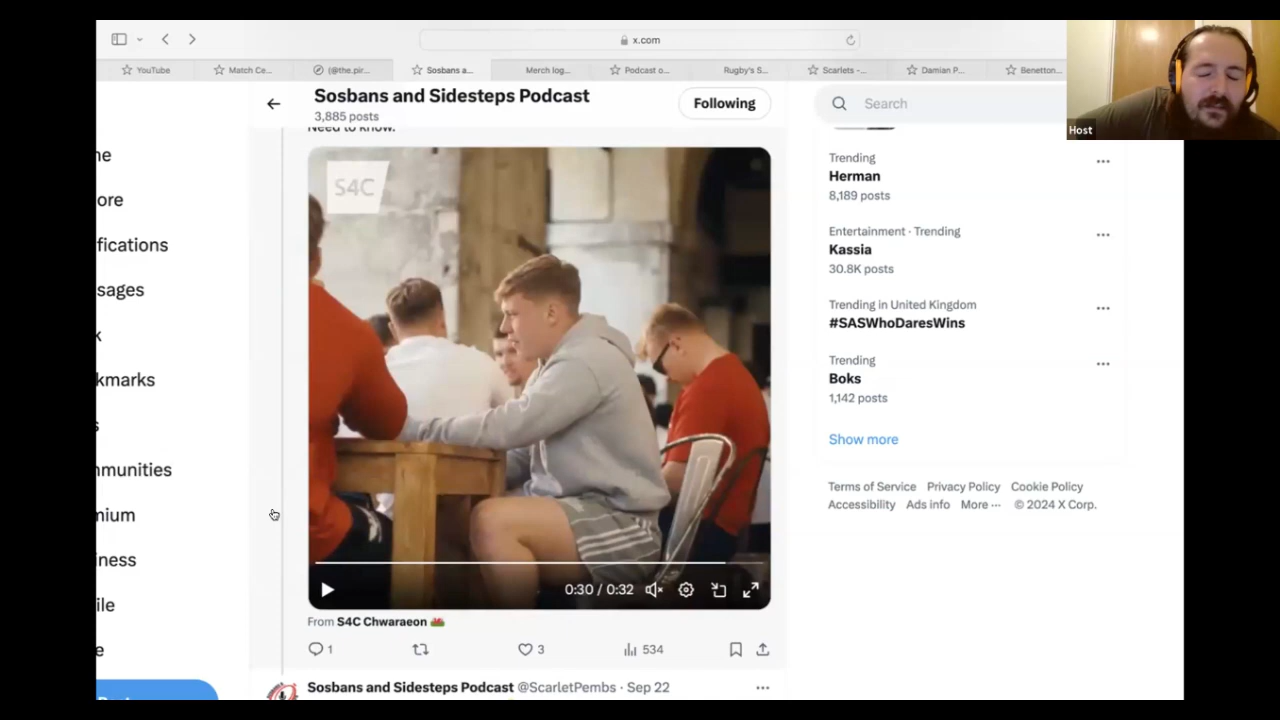 x.com
YouTube
Match Ce...
(@the.pir...
Sosbans a...
Merch log...
Podcast o...
Rugby's S...
Scarlets -...
Damian P...
Benetton...
Host
Sosbans and Sidesteps Podcast
3,885 posts
Following
Search
Need to know.
S4C
0:30 / 0:32
From S4C Chwaraeon
1
3
534
Sosbans and Sidesteps Podcast @ScarletPembs · Sep 22
me
ore
fications
sages
k
kmarks
s
munities
mium
iness
ile
e
Trending
Herman
8,189 posts
Entertainment · Trending
Kassia
30.8K posts
Trending in United Kingdom
#SASWhoDaresWins
Trending
Boks
1,142 posts
Show more
Terms of Service Privacy Policy Cookie Policy
Accessibility Ads info More ··· © 2024 X Corp.